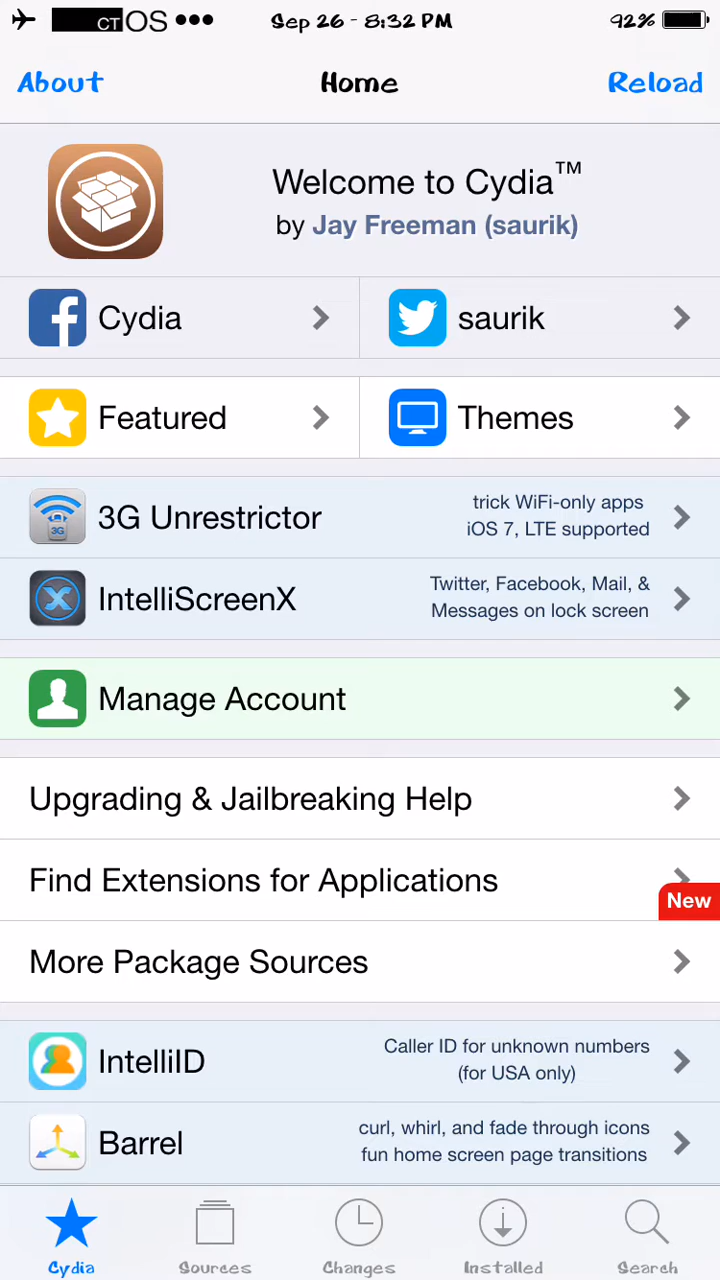 CTOS Sep 26 - 8:32 PM 92%
About Home Reload
Welcome to Cydia™
by Jay Freeman (saurik)
Cydia saurik
Featured Themes
3G Unrestrictor
trick WiFi-only apps
iOS 7, LTE supported
IntelliScreenX
Twitter, Facebook, Mail, &
Messages on lock screen
Manage Account
Upgrading & Jailbreaking Help
Find Extensions for Applications
New
More Package Sources
IntelliID
Caller ID for unknown numbers
(for USA only)
Barrel
curl, whirl, and fade through icons
fun home screen page transitions
Cydia Sources Changes Installed Search